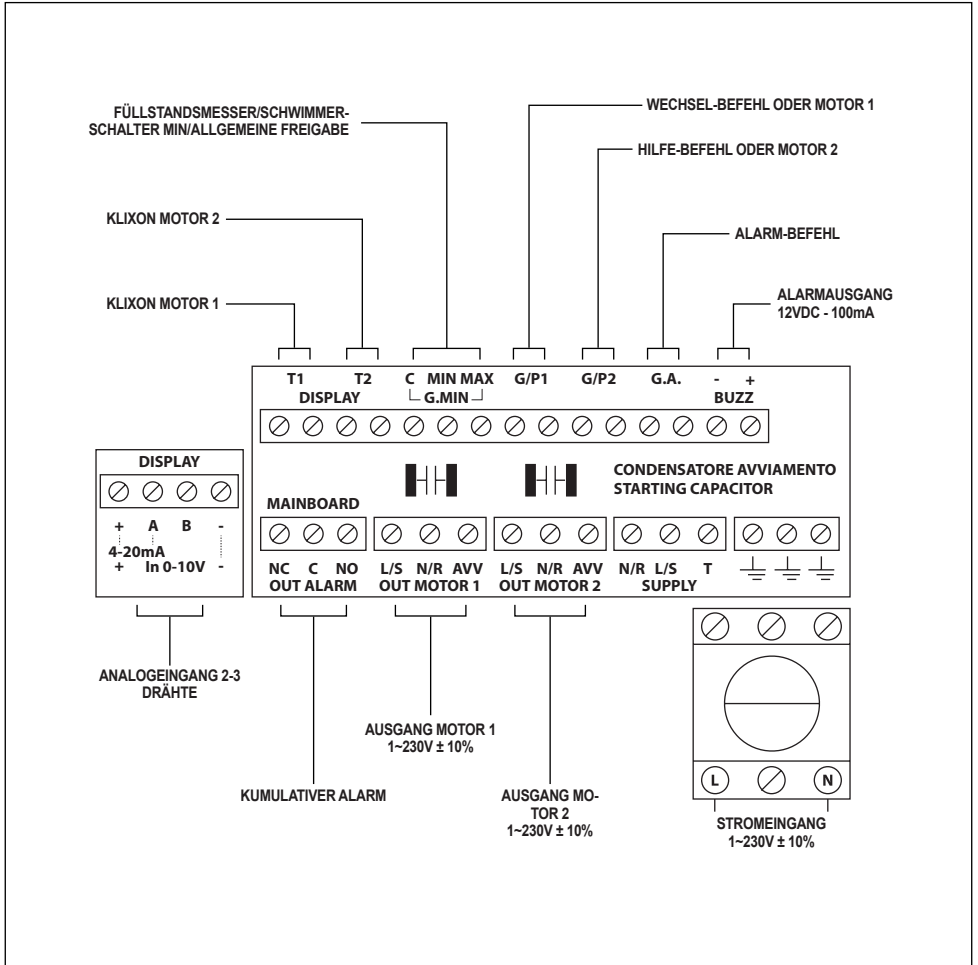 FÜLLSTANDSMESSER/SCHWIMMER-
SCHALTER MIN/ALLGEMEINE FREIGABE
WECHSEL-BEFEHL ODER MOTOR 1
HILFE-BEFEHL ODER MOTOR 2
KLIXON MOTOR 2
ALARM-BEFEHL
KLIXON MOTOR 1
ALARMAUSGANG
12VDC - 100mA
T1 T2 C MIN MAX G/P1 G/P2 G.A. - +
DISPLAY G.MIN BUZZ
DISPLAY
CONDENSATORE AVVIAMENTO
STARTING CAPACITOR
MAINBOARD
+ A B -
4-20mA
+ In 0-10V -
NC C NO L/S N/R AVV L/S N/R AVV N/R L/S T
OUT ALARM OUT MOTOR 1 OUT MOTOR 2 SUPPLY
ANALOGEINGANG 2-3
DRÄHTE
AUSGANG MOTOR 1
1~230V ± 10%
KUMULATIVER ALARM
AUSGANG MO-
TOR 2
1~230V ± 10%
L N
STROMEINGANG
1~230V ± 10%